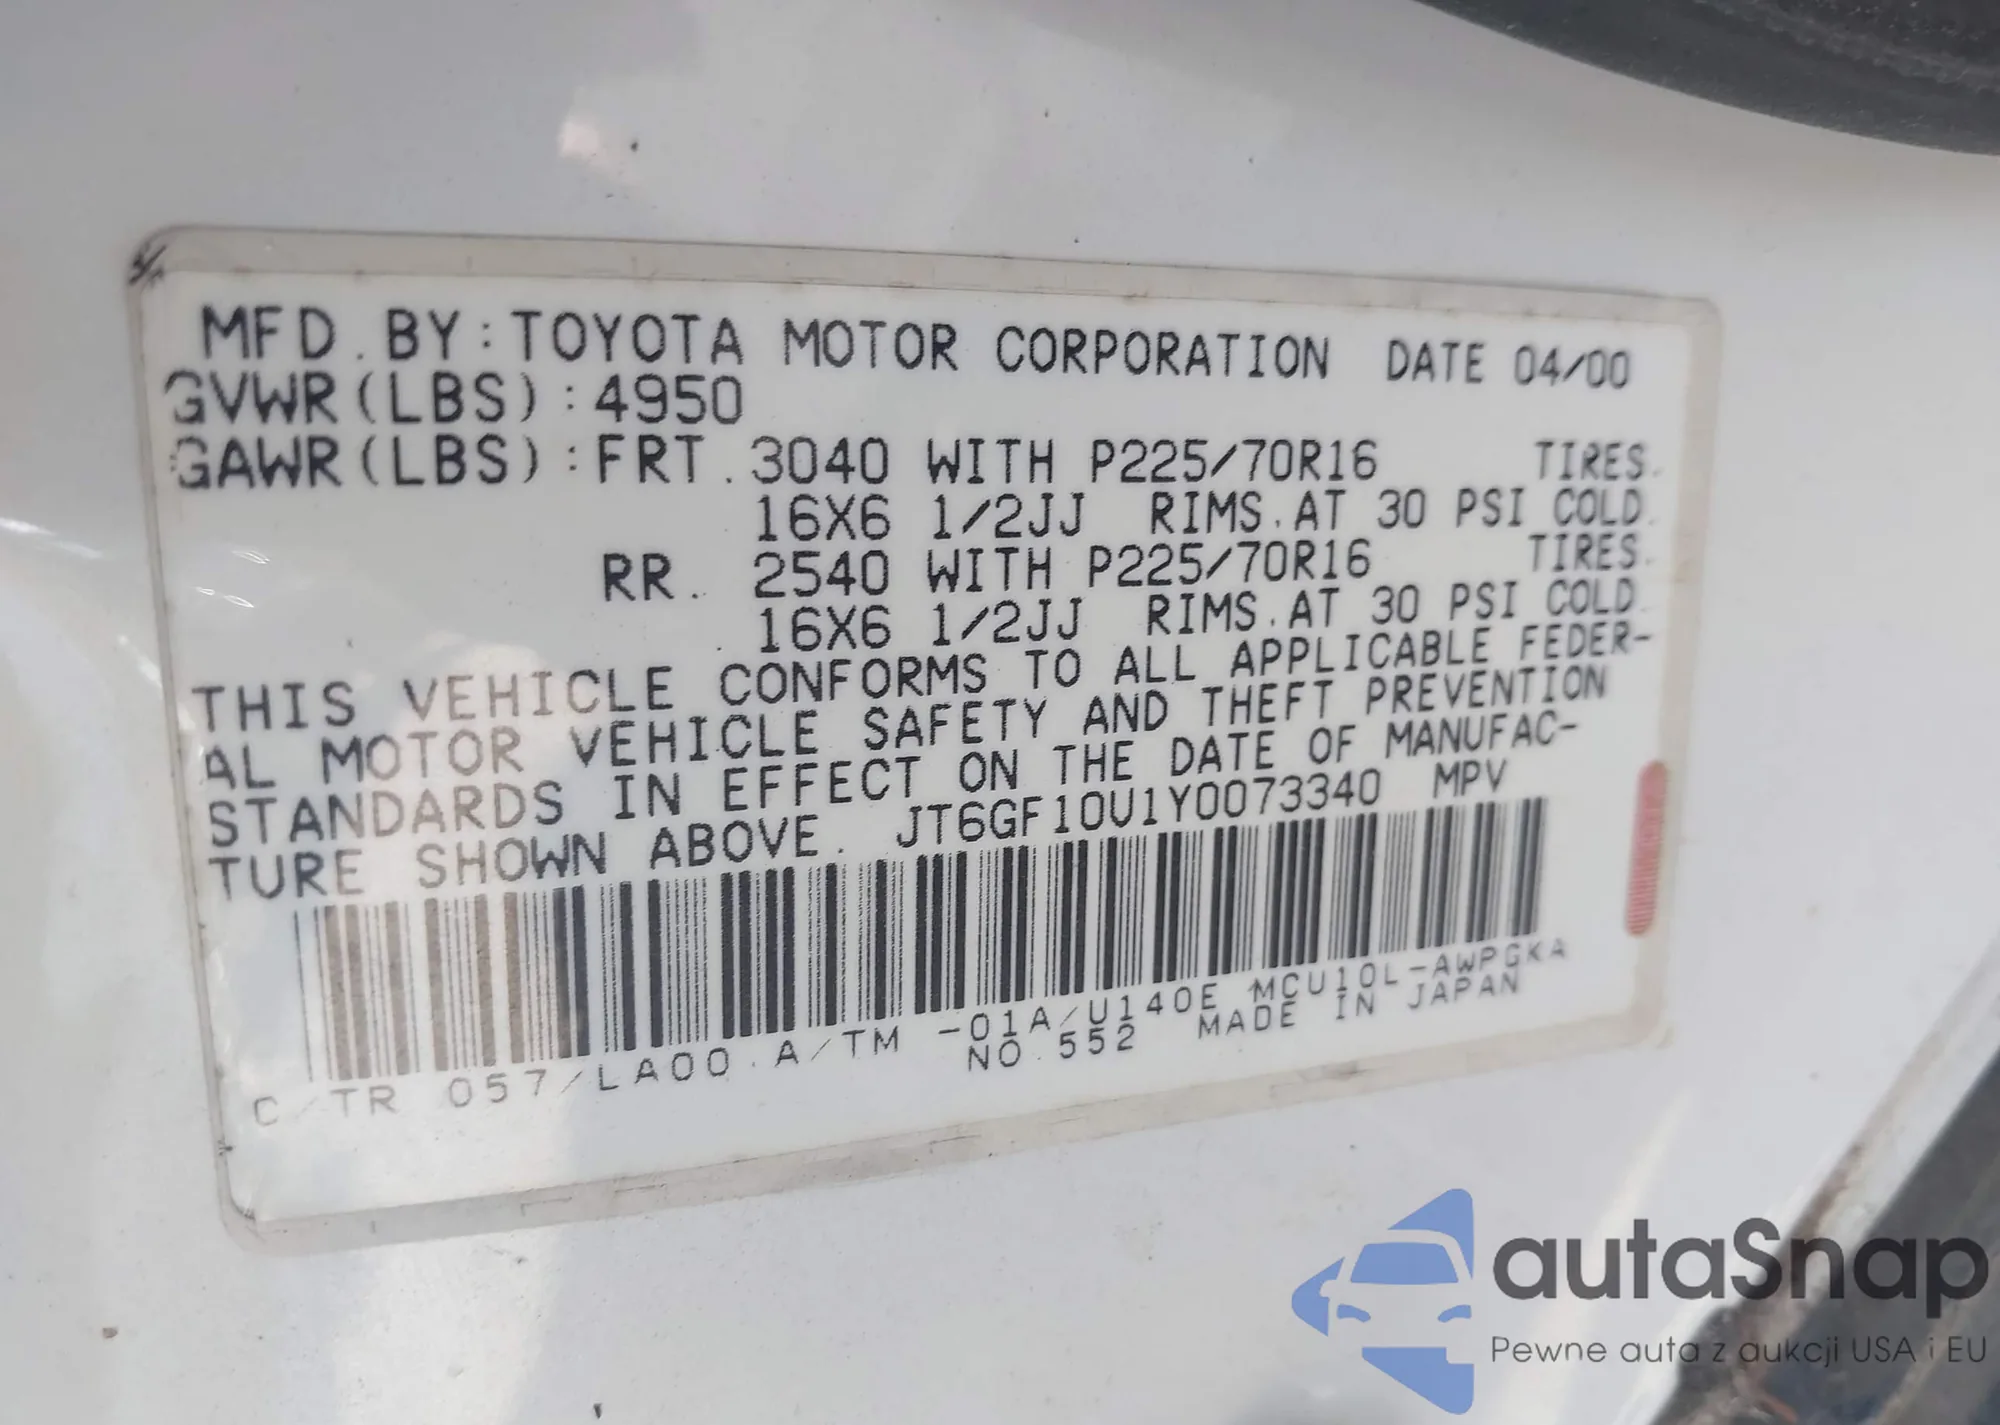 MFD.BY:TOYOTA MOTOR CORPORATION DATE 04/00
GVWR(LBS):4950
GAWR(LBS):FRT.3040 WITH P225/70R16 TIRES.
16X6 1/2JJ RIMS.AT 30 PSI COLD.
RR. 2540 WITH P225/70R16 TIRES.
16X6 1/2JJ RIMS.AT 30 PSI COLD.
THIS VEHICLE CONFORMS TO ALL APPLICABLE FEDER-
AL MOTOR VEHICLE SAFETY AND THEFT PREVENTION
STANDARDS IN EFFECT ON THE DATE OF MANUFAC-
TURE SHOWN ABOVE. JT6GF10U1Y0073340 MPV
C/TR 057/LA00.A/TM -01A/U140E MCU10L-AWPGKA
NO.552 MADE IN JAPAN
autaSnap
Pewne auta z aukcji USA i EU